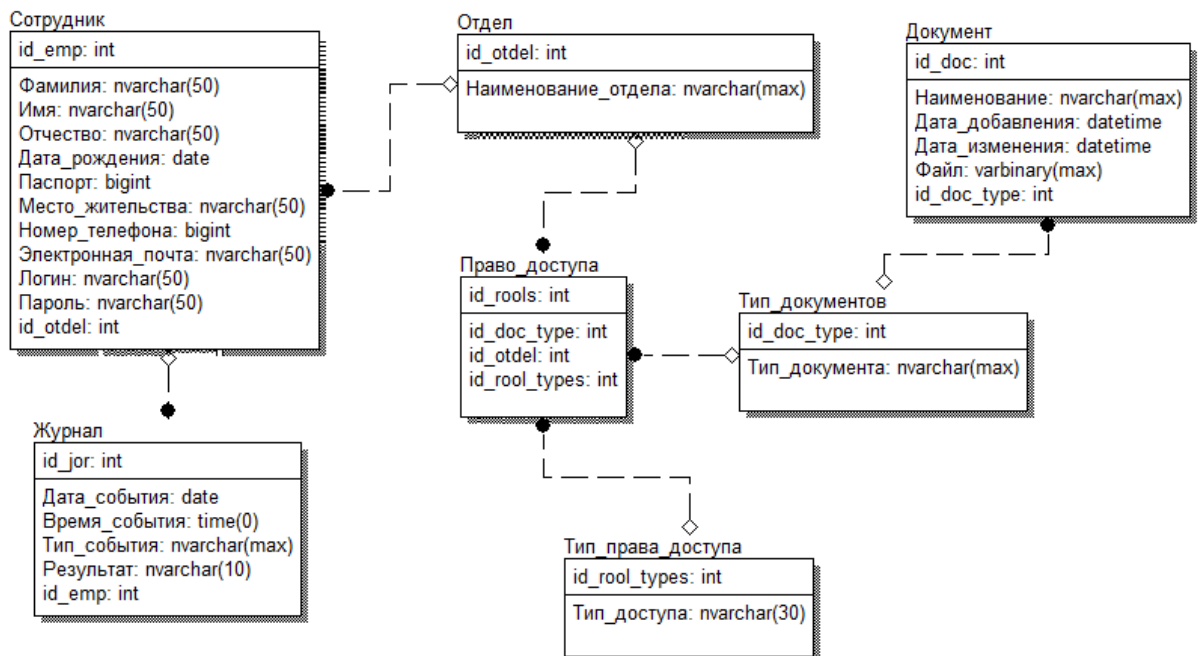 Сотрудник
id_emp: int
Фамилия: nvarchar(50)
Имя: nvarchar(50)
Отчество: nvarchar(50)
Дата_рождения: date
Паспорт: bigint
Место_жительства: nvarchar(50)
Номер_телефона: bigint
Электронная_почта: nvarchar(50)
Логин: nvarchar(50)
Пароль: nvarchar(50)
id_otdel: int
Отдел
id_otdel: int
Наименование_отдела: nvarchar(max)
Документ
id_doc: int
Наименование: nvarchar(max)
Дата_добавления: datetime
Дата_изменения: datetime
Файл: varbinary(max)
id_doc_type: int
Право_доступа
id_rools: int
id_doc_type: int
id_otdel: int
id_rool_types: int
Тип_документов
id_doc_type: int
Тип_документа: nvarchar(max)
Журнал
id_jor: int
Дата_события: date
Время_события: time(0)
Тип_события: nvarchar(max)
Результат: nvarchar(10)
id_emp: int
Тип_права_доступа
id_rool_types: int
Тип_доступа: nvarchar(30)